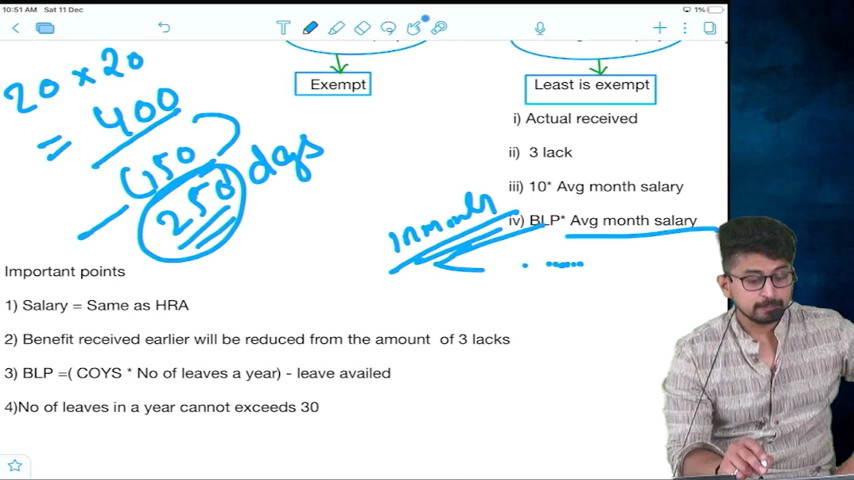 10:51 AM Sat 11 Dec
1%
T
20 x 20
= 400
Exempt
Least is exempt
i) Actual received
ii) 3 lack
150
250 days
iii) 10* Avg month salary
iv) BLP* Avg month salary
in months
Important points
1) Salary = Same as HRA
2) Benefit received earlier will be reduced from the amount of 3 lacks
3) BLP =( COYS * No of leaves a year) - leave availed
4)No of leaves in a year cannot exceeds 30